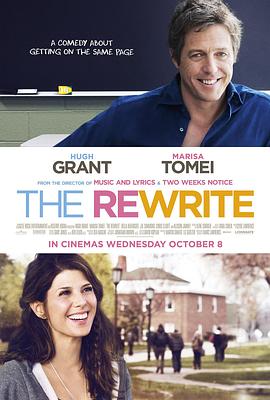 A COMEDY ABOUT
GETTING ON THE SAME PAGE
HUGH GRANT
MARISA TOMEI
FROM THE DIRECTOR OF MUSIC AND LYRICS & TWO WEEKS NOTICE
THE REWRITE
IN CINEMAS WEDNESDAY OCTOBER 8